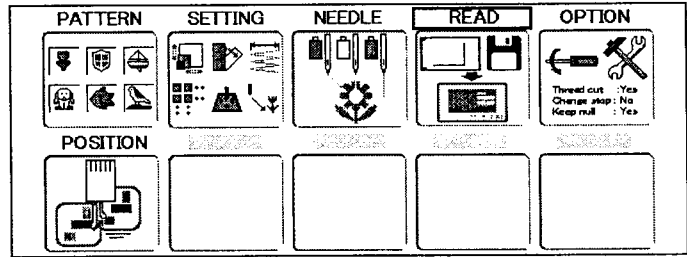 PATTERN SETTING NEEDLE READ OPTION
Thread cut :Yes
Change stop : No
Keep null : Yes
POSITION